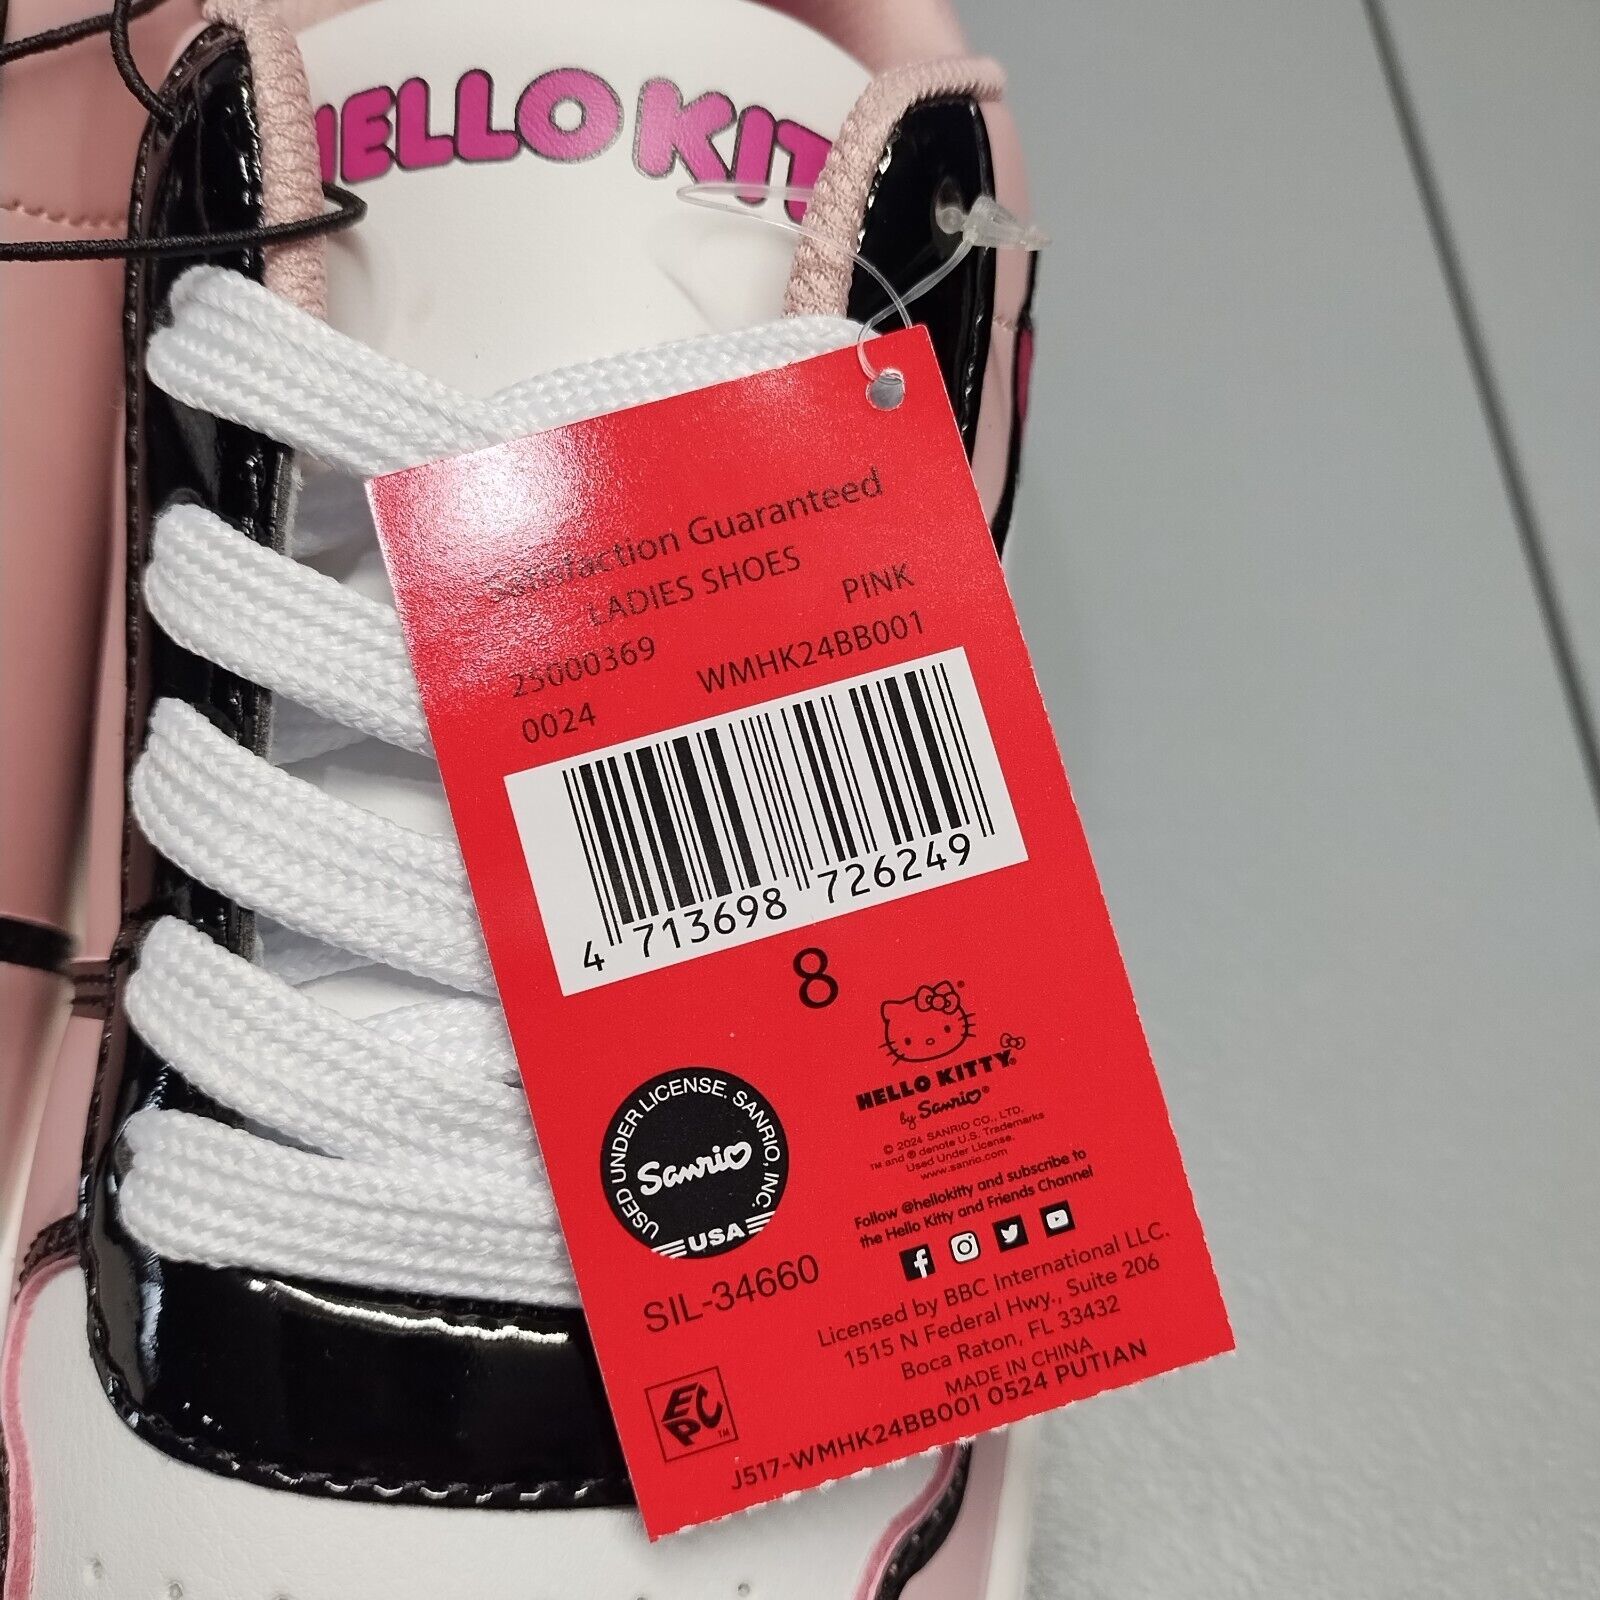 HELLO KIT
Satisfaction Guaranteed
LADIES SHOES
25000369 PINK
0024 WMHK24BB001
4 713698 726249
8
HELLO KITTY®
by Sanrio®
© 2024 SANRIO CO., LTD.
TM and ® denote U.S. Trademarks
Used Under License.
www.sanrio.com
USED UNDER LICENSE. SANRIO, INC.
Sanrio
USA
SIL-34660
Follow @hellokitty and subscribe to
the Hello Kitty and Friends Channel
Licensed by BBC International LLC.
1515 N Federal Hwy., Suite 206
Boca Raton, FL 33432
MADE IN CHINA
J517-WMHK24BB001 0524 PUTIAN
EPC™